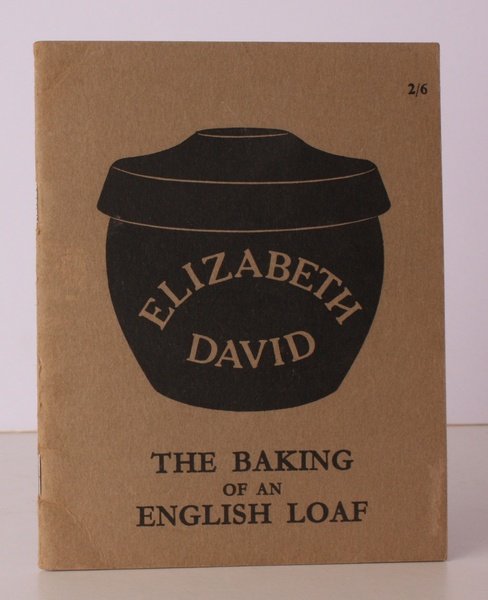 2/6
ELIZABETH
DAVID
THE BAKING
OF AN
ENGLISH LOAF